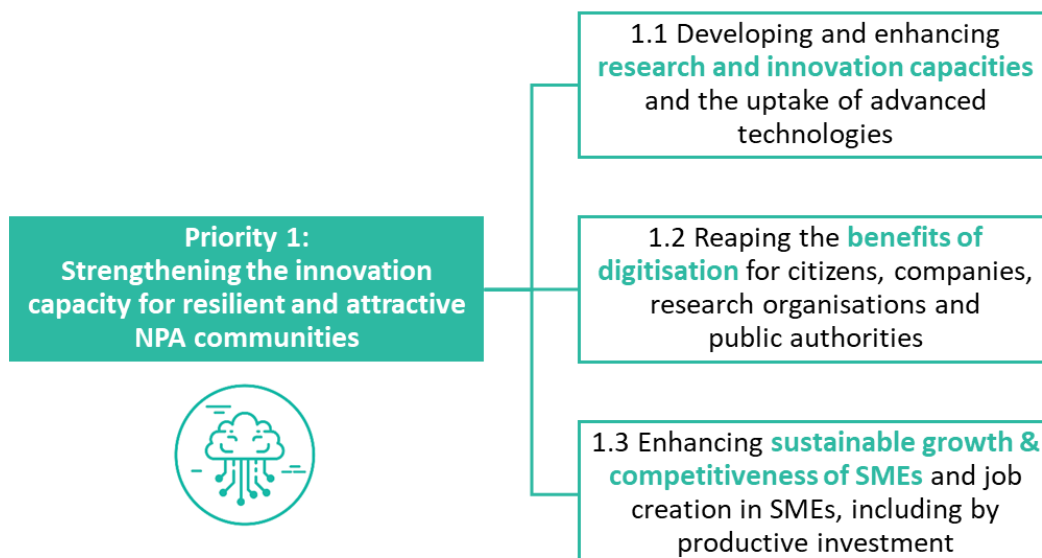 Priority 1:
Strengthening the innovation
capacity for resilient and attractive
NPA communities
1.1 Developing and enhancing
research and innovation capacities
and the uptake of advanced
technologies
1.2 Reaping the benefits of
digitisation for citizens, companies,
research organisations and
public authorities
1.3 Enhancing sustainable growth &
competitiveness of SMEs and job
creation in SMEs, including by
productive investment